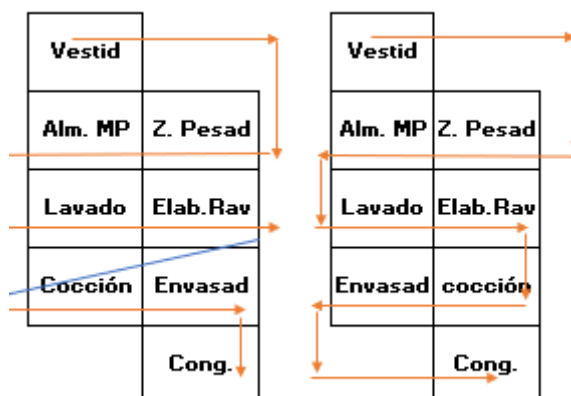 Vestid
Vestid
Alm. MP
Z. Pesad
Alm. MP
Z. Pesad
Lavado
Elab.Rav
Lavado
Elab.Rav
Cocción
Envasad
Envasad
cocción
Cong.
Cong.